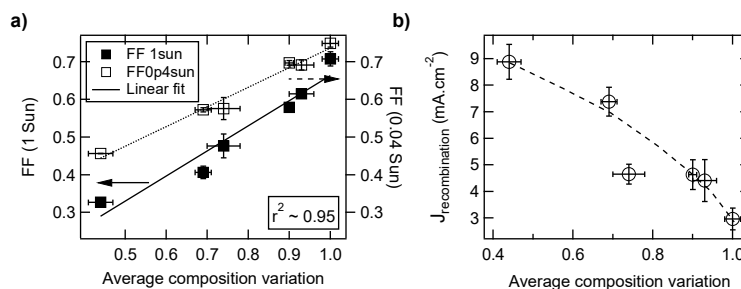 a)
FF 1sun
FF0p4sun
Linear fit
0.7
0.6
0.5
0.4
0.3
FF (1 Sun)
0.7
0.6
0.5
0.4
0.3
FF (0.04 Sun)
r² ~ 0.95
0.5
0.6
0.7
0.8
0.9
1.0
Average composition variation
b)
9
8
7
6
5
4
3
J_recombination (mA.cm⁻²)
0.4
0.6
0.8
1.0
Average composition variation